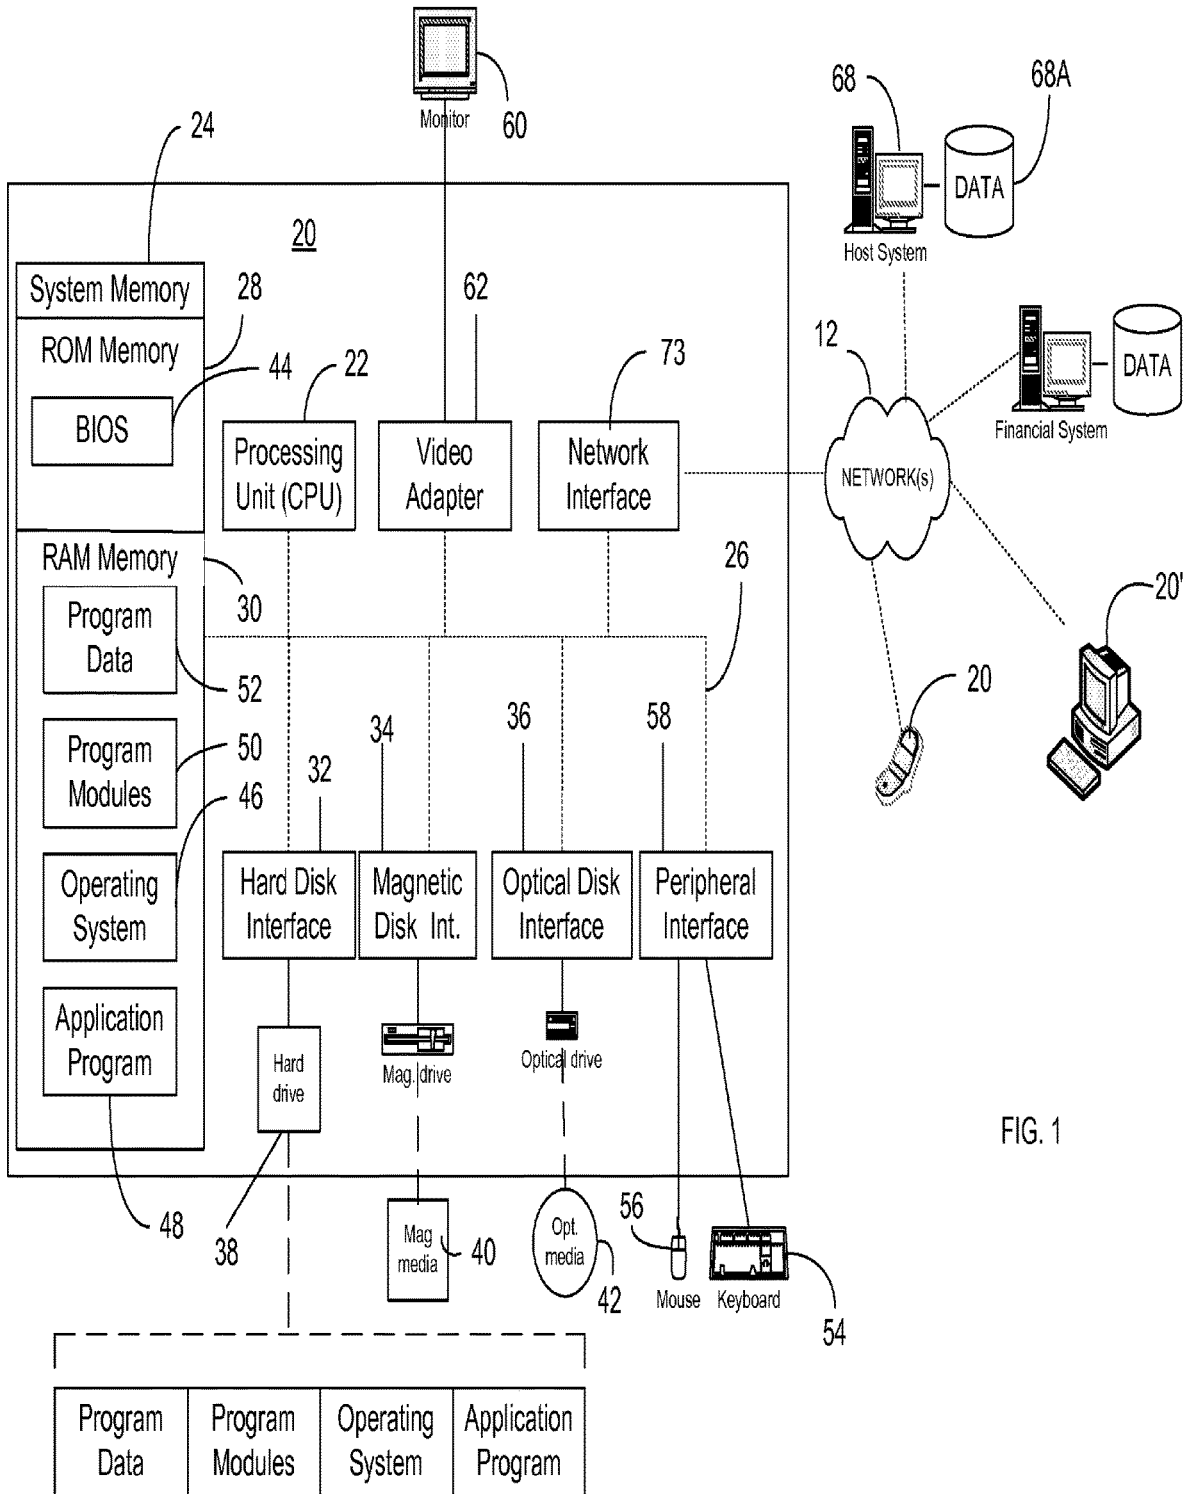 Monitor
60
68
68A
DATA
Host System
24
20
System Memory
28
ROM Memory
44
BIOS
22
Processing
Unit (CPU)
62
Video
Adapter
73
Network
Interface
12
NETWORK(s)
DATA
Financial System
RAM Memory
30
26
20'
20
Program
Data
52
Program
Modules
50
46
Operating
System
Application
Program
48
32
Hard Disk
Interface
34
Magnetic
Disk Int.
36
Optical Disk
Interface
58
Peripheral
Interface
Hard
drive
38
Mag. drive
Optical drive
Mag
media
40
Opt.
media
42
56
Mouse
Keyboard
54
FIG. 1
Program
Data
Program
Modules
Operating
System
Application
Program